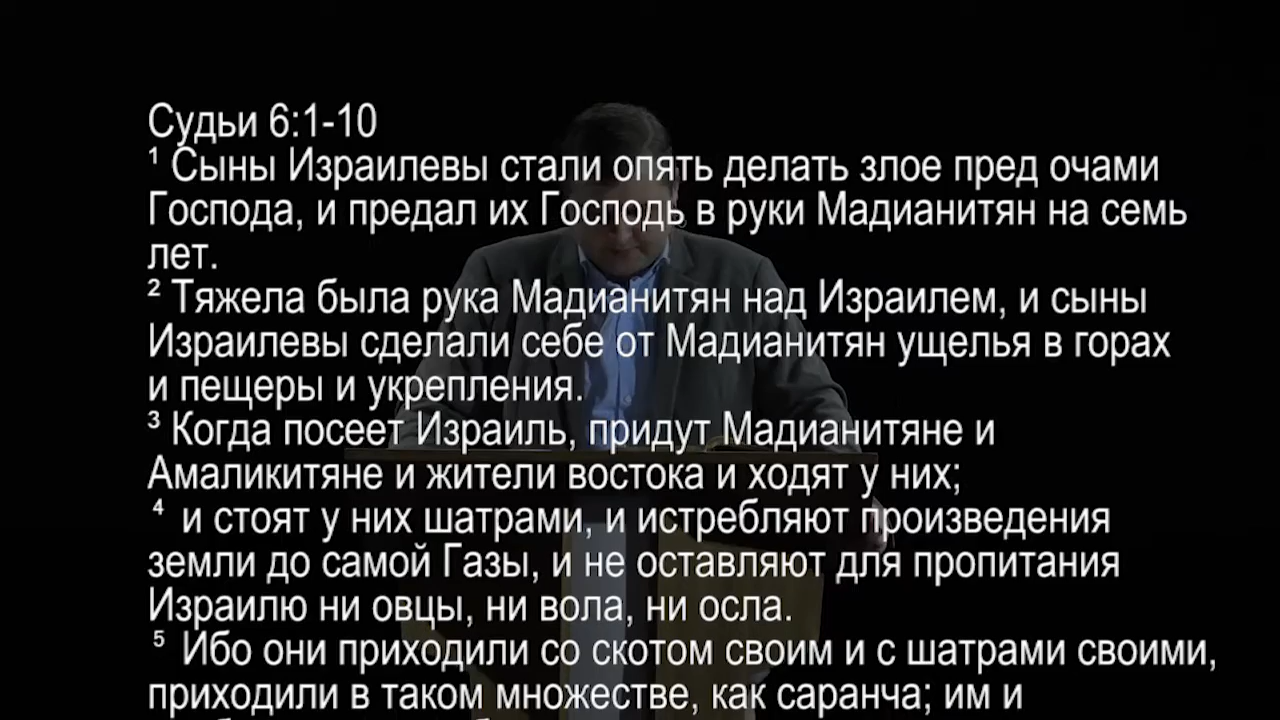 Судьи 6:1-10
¹ Сыны Израилевы стали опять делать злое пред очами
Господа, и предал их Господь в руки Мадианитян на семь
лет.
² Тяжела была рука Мадианитян над Израилем, и сыны
Израилевы сделали себе от Мадианитян ущелья в горах
и пещеры и укрепления.
³ Когда посеет Израиль, придут Мадианитяне и
Амаликитяне и жители востока и ходят у них;
⁴ и стоят у них шатрами, и истребляют произведения
земли до самой Газы, и не оставляют для пропитания
Израилю ни овцы, ни вола, ни осла.
⁵ Ибо они приходили со скотом своим и с шатрами своими,
приходили в таком множестве, как саранча; им и